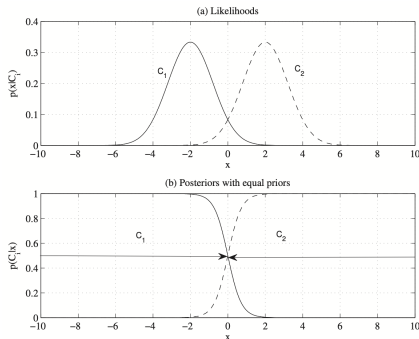 (a) Likelihoods
0.4
0.3
0.2
0.1
0
p(x|C_i)
C_1
C_2
-10 -8 -6 -4 -2 0 2 4 6 8 10
x
(b) Posteriors with equal priors
1
0.8
0.6
0.4
0.2
0
p(C_i|x)
C_1
C_2
-10 -8 -6 -4 -2 0 2 4 6 8 10
x